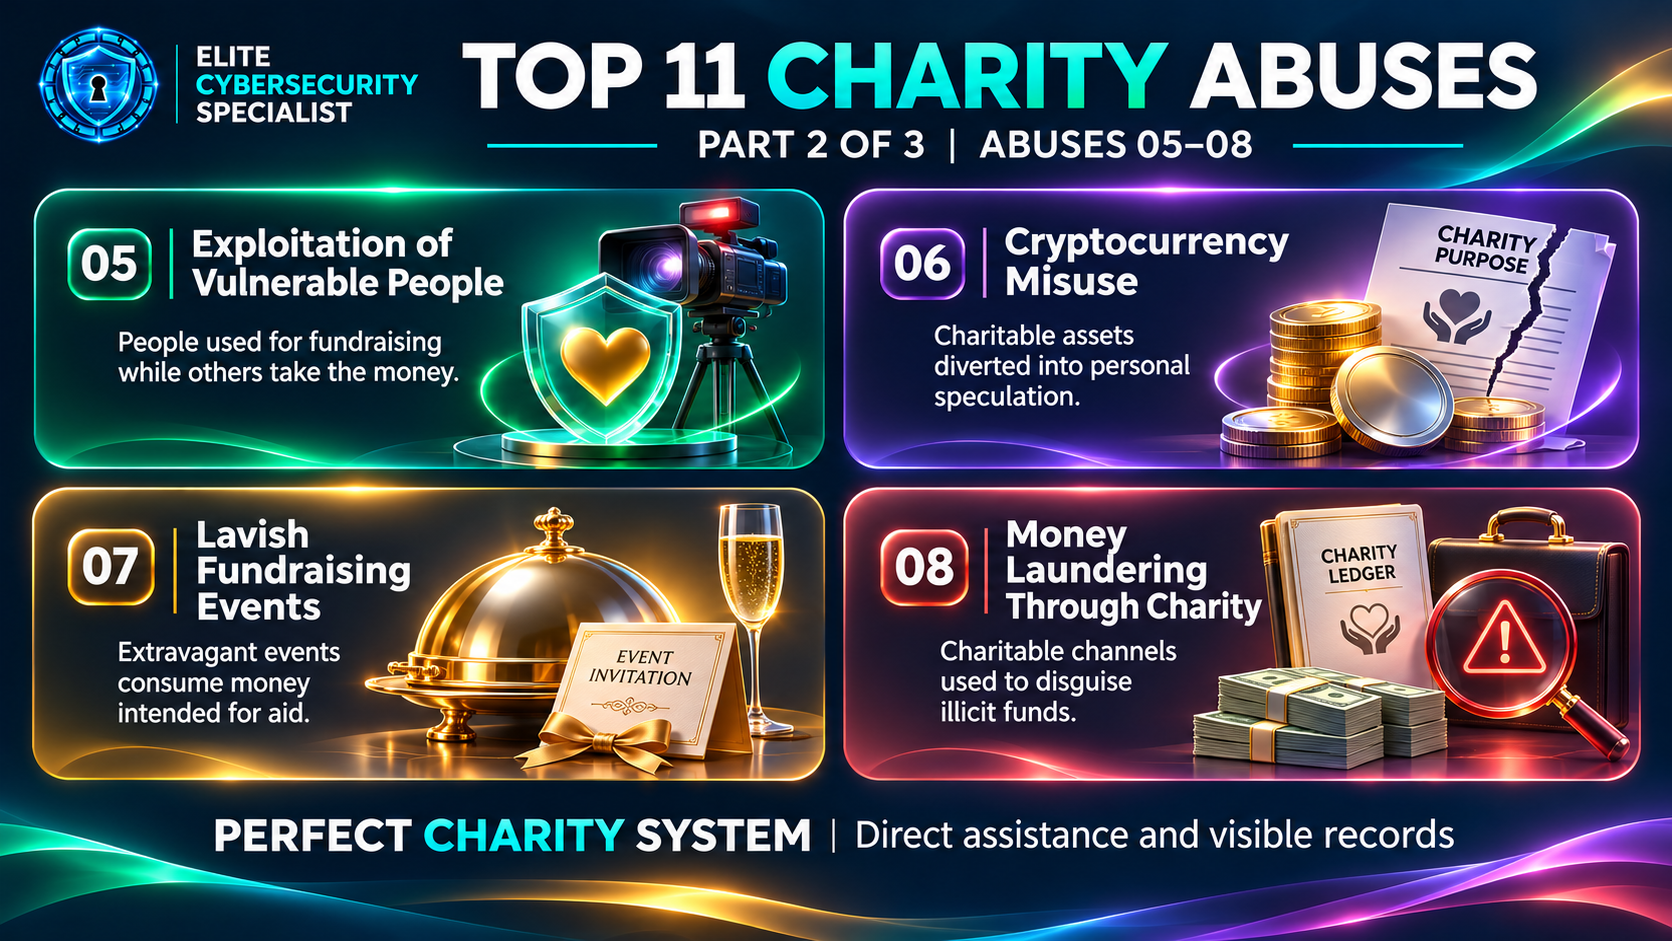 ELITE
CYBERSECURITY
SPECIALIST
TOP 11 CHARITY ABUSES
PART 2 OF 3 | ABUSES 05–08
05
Exploitation of
Vulnerable People
People used for fundraising
while others take the money.
06
Cryptocurrency
Misuse
Charitable assets
diverted into personal
speculation.
CHARITY
PURPOSE
07
Lavish
Fundraising
Events
Extravagant events
consume money
intended for aid.
EVENT
INVITATION
08
Money
Laundering
Through Charity
Charitable channels
used to disguise
illicit funds.
CHARITY
LEDGER
PERFECT CHARITY SYSTEM | Direct assistance and visible records